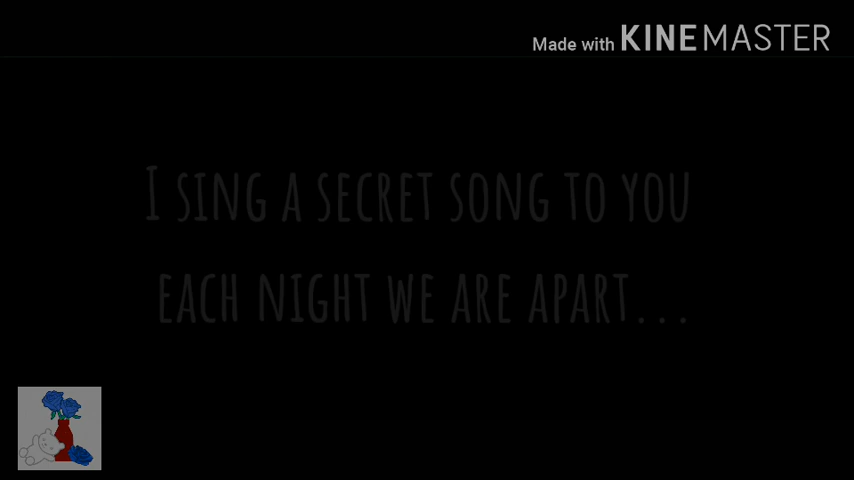 Made with KINEMASTER
I SING A SECRET SONG TO YOU
EACH NIGHT WE ARE APART...